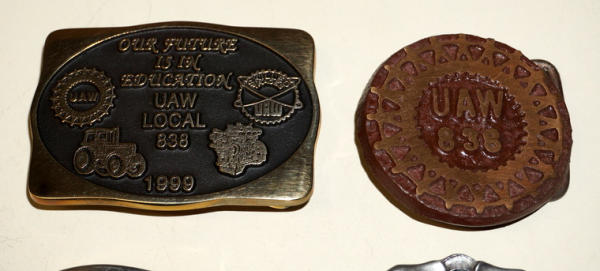 OUR FUTURE
IS IN
EDUCATION
UAW
UAW
LOCAL
838
UAW
1999
UAW
838